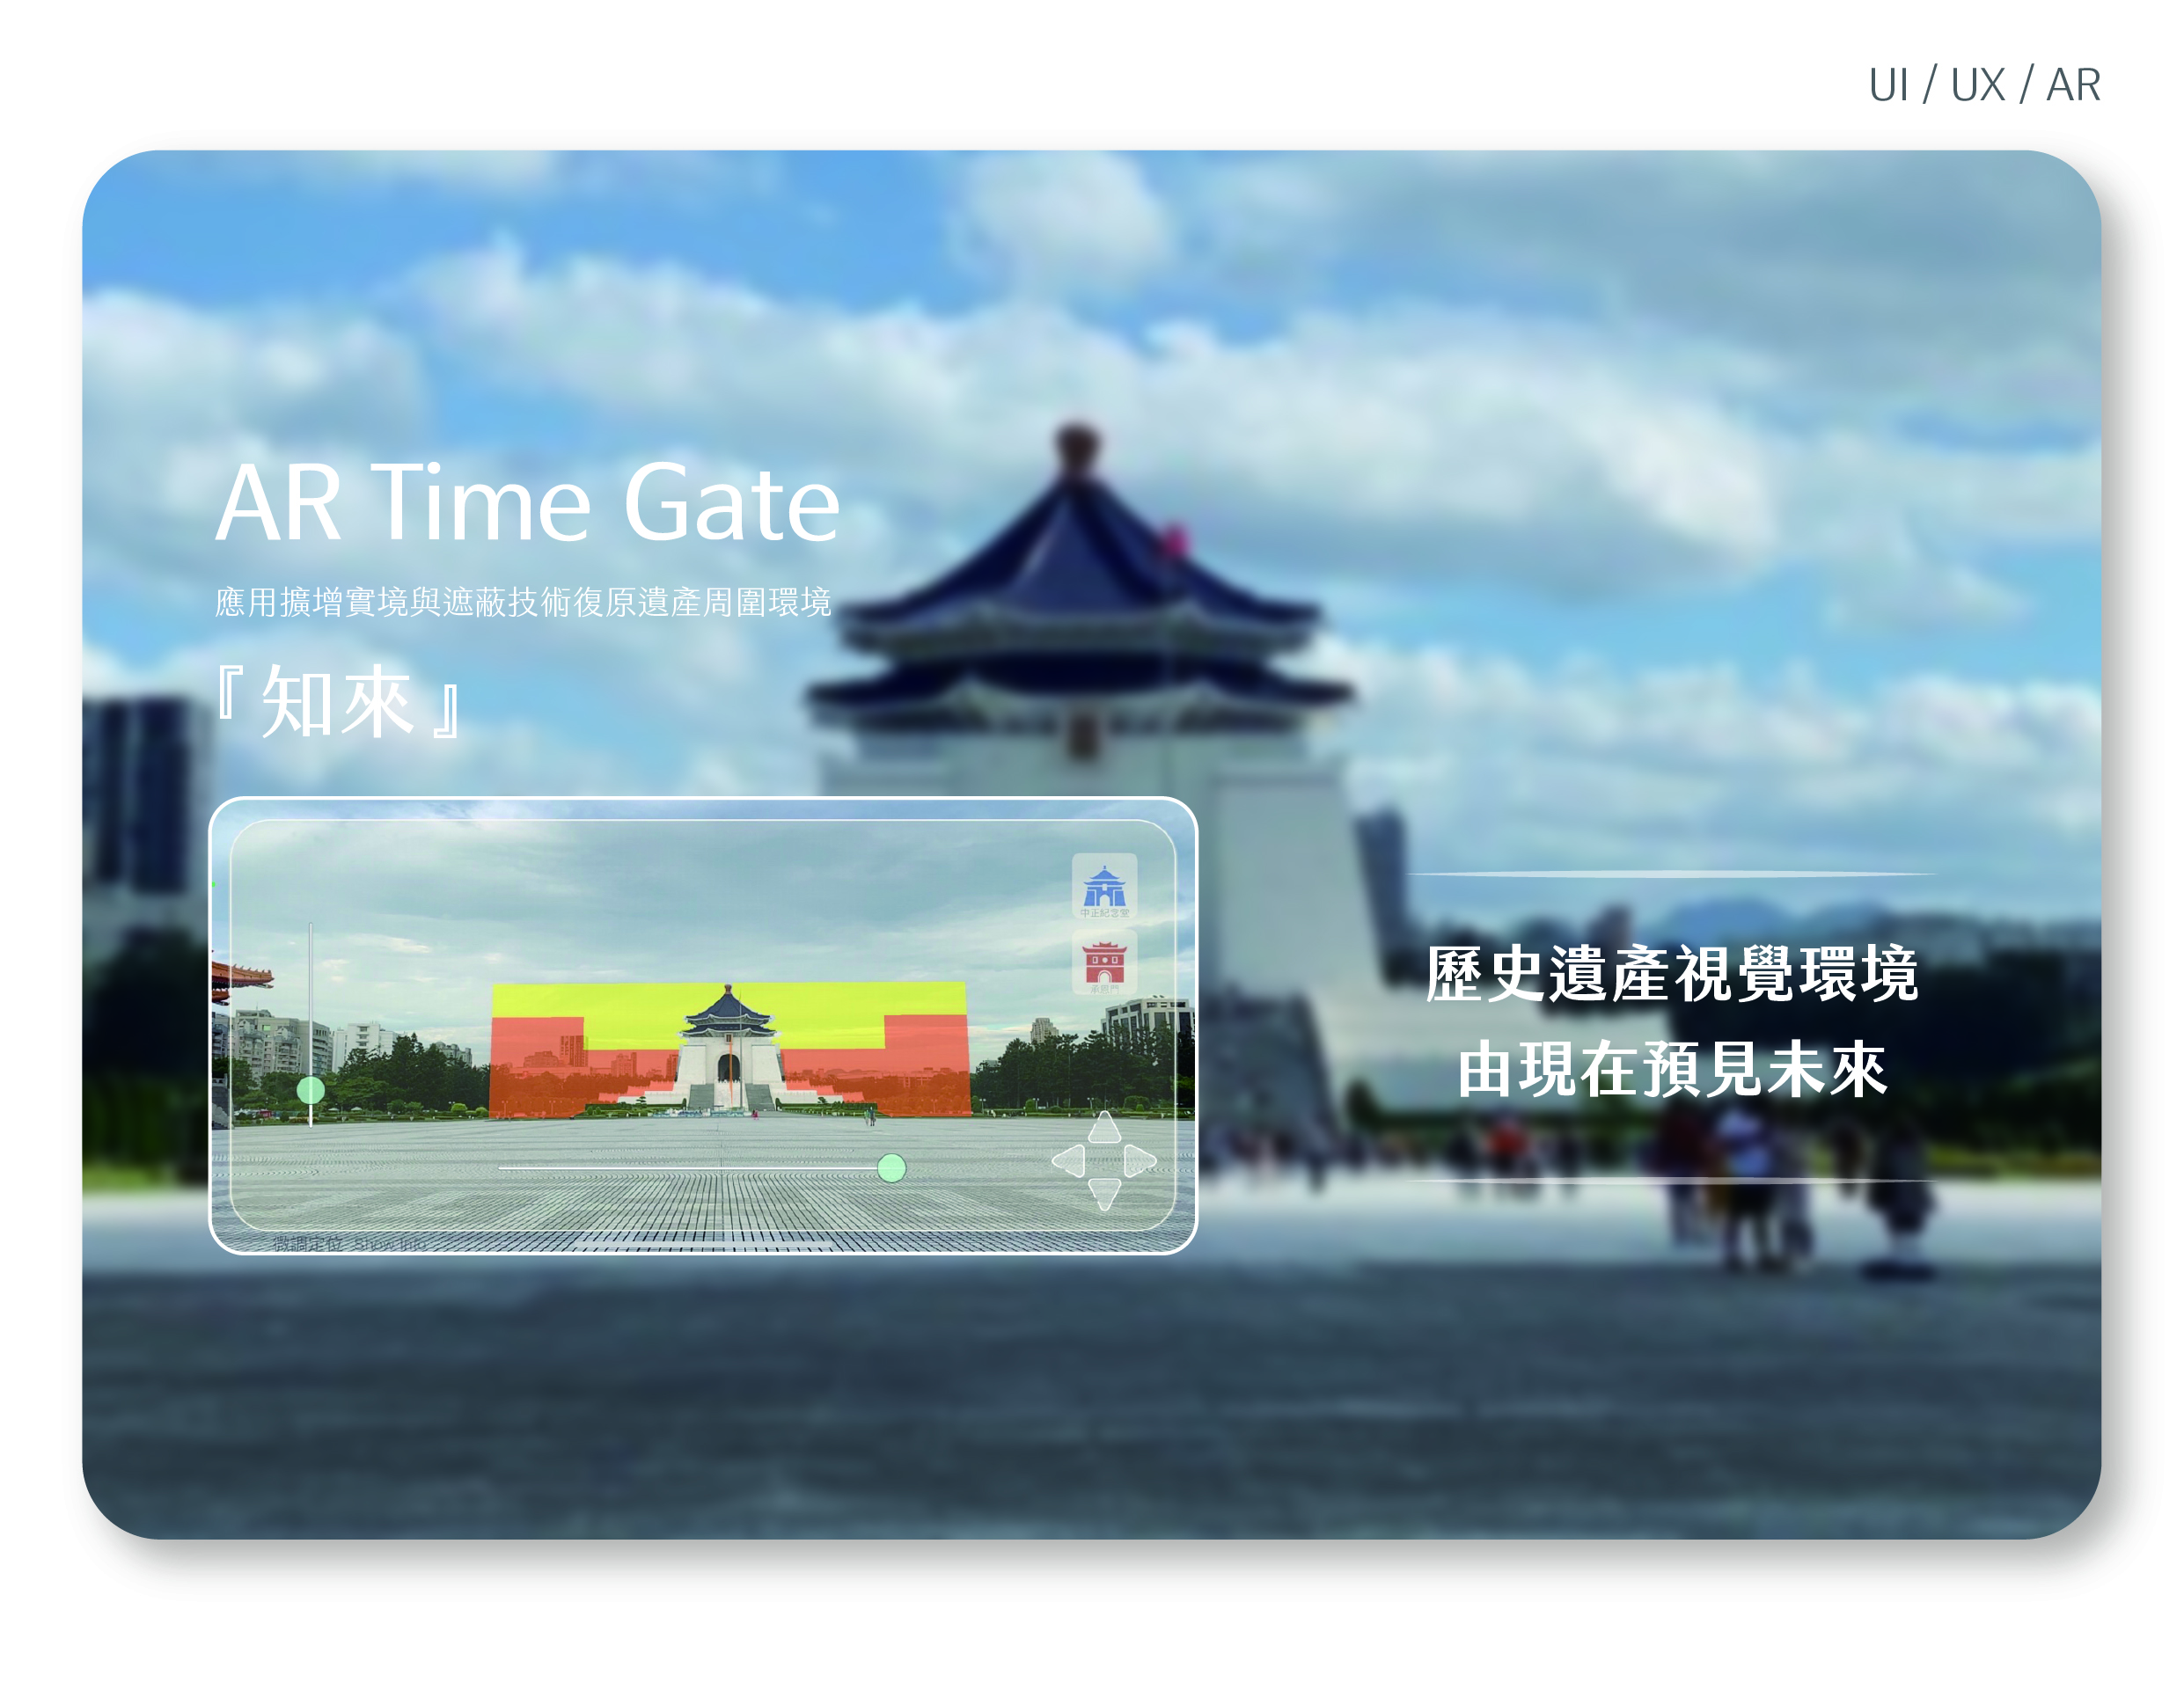 UI / UX / AR
AR Time Gate
應用擴增實境與遮蔽技術復原遺產周圍環境
『知來』
中正紀念堂
承恩門
歷史遺產視覺環境
由現在預見未來
微調定位 Show Info